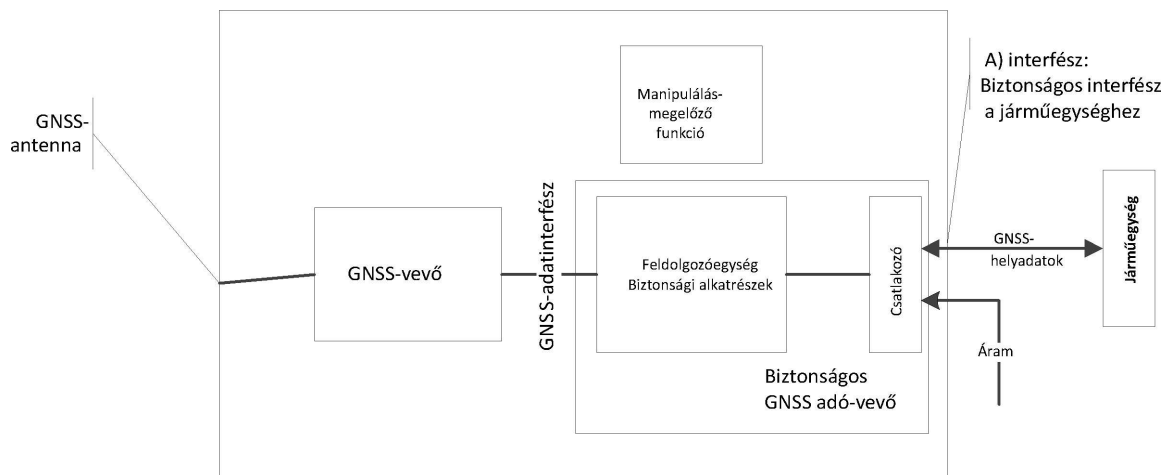 GNSS-
antenna
Manipulálás-
megelőző
funkció
A) interfész:
Biztonságos interfész
a járműegységhez
GNSS-vevő
GNSS-adatinterfész
Feldolgozóegység
Biztonsági alkatrészek
Csatlakozó
GNSS-
helyadatok
Járműegység
Áram
Biztonságos
GNSS adó-vevő